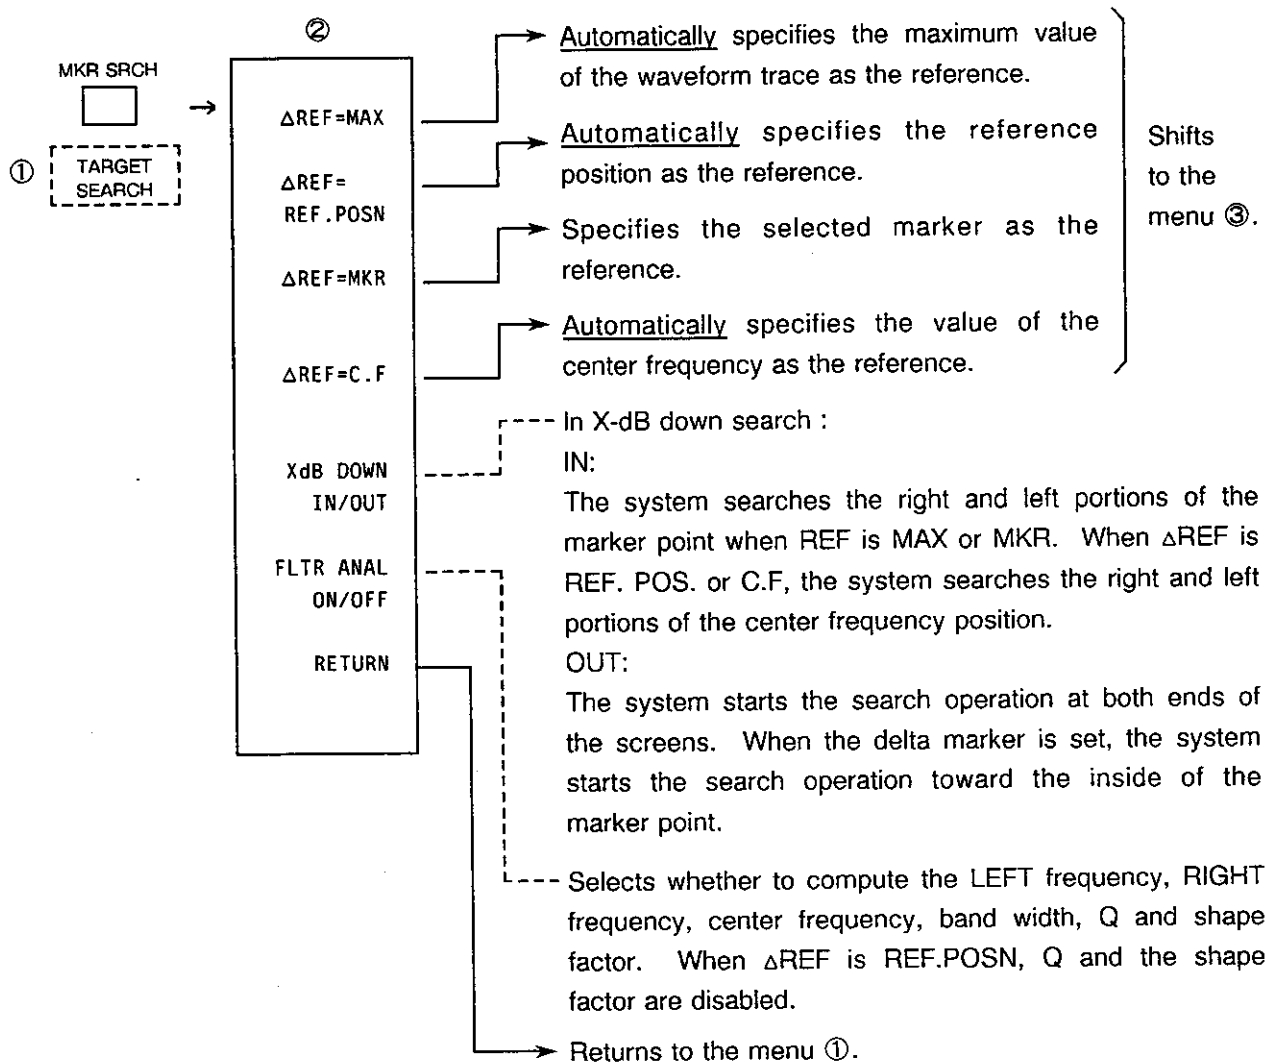 ②
MKR SRCH
①
TARGET
SEARCH
△REF=MAX
△REF=
REF.POSN
△REF=MKR
△REF=C.F
XdB DOWN
IN/OUT
FLTR ANAL
ON/OFF
RETURN
Automatically specifies the maximum value
of the waveform trace as the reference.
Automatically specifies the reference
position as the reference.
Specifies the selected marker as the
reference.
Automatically specifies the value of the
center frequency as the reference.
Shifts
to the
menu ③.
In X-dB down search :
IN:
The system searches the right and left portions of the
marker point when REF is MAX or MKR. When △REF is
REF. POS. or C.F, the system searches the right and left
portions of the center frequency position.
OUT:
The system starts the search operation at both ends of
the screens. When the delta marker is set, the system
starts the search operation toward the inside of the
marker point.
Selects whether to compute the LEFT frequency, RIGHT
frequency, center frequency, band width, Q and shape
factor. When △REF is REF.POSN, Q and the shape
factor are disabled.
Returns to the menu ①.